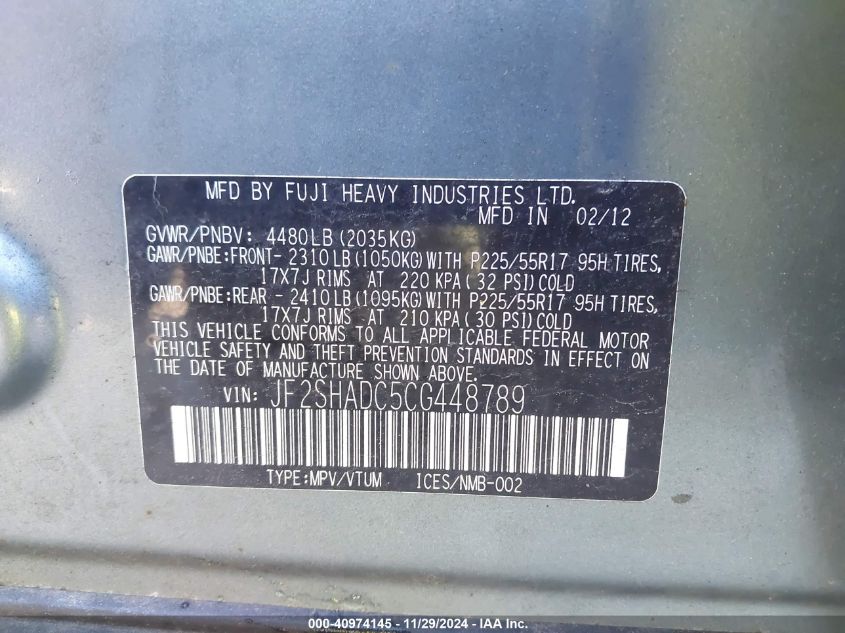 MFD BY FUJI HEAVY INDUSTRIES LTD.
MFD IN 02/12
GVWR/PNBV: 4480LB(2035KG)
GAWR/PNBE:FRONT- 2310LB(1050KG)WITH P225/55R17 95H TIRES,
17X7J RIMS AT 220 KPA( 32 PSI)COLD
GAWR/PNBE:REAR - 2410LB(1095KG)WITH P225/55R17 95H TIRES,
17X7J RIMS AT 210 KPA( 30 PSI)COLD
THIS VEHICLE CONFORMS TO ALL APPLICABLE FEDERAL MOTOR
VEHICLE SAFETY AND THEFT PREVENTION STANDARDS IN EFFECT ON
THE DATE OF MANUFACTURE SHOWN ABOVE.
VIN: JF2SHADC5CG448789
TYPE:MPV/VTUM ICES/NMB-002
© - 40974145 - 11/29/2024 - IAA Inc.